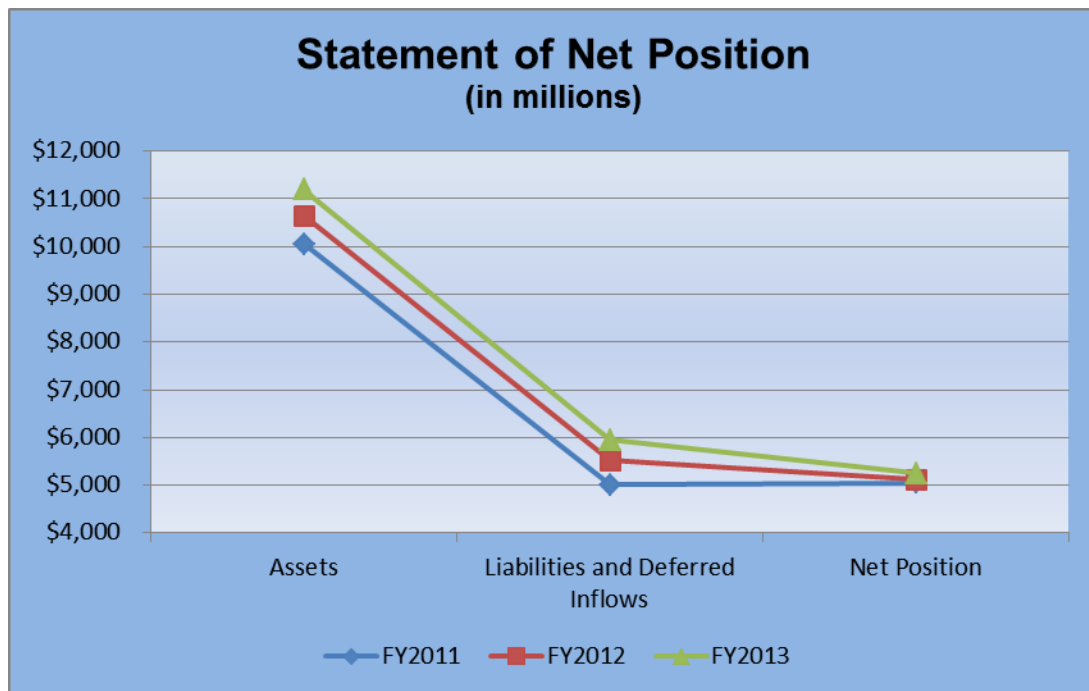 Statement of Net Position
(in millions)
$12,000
$11,000
$10,000
$9,000
$8,000
$7,000
$6,000
$5,000
$4,000
Assets
Liabilities and Deferred
Inflows
Net Position
FY2011
FY2012
FY2013